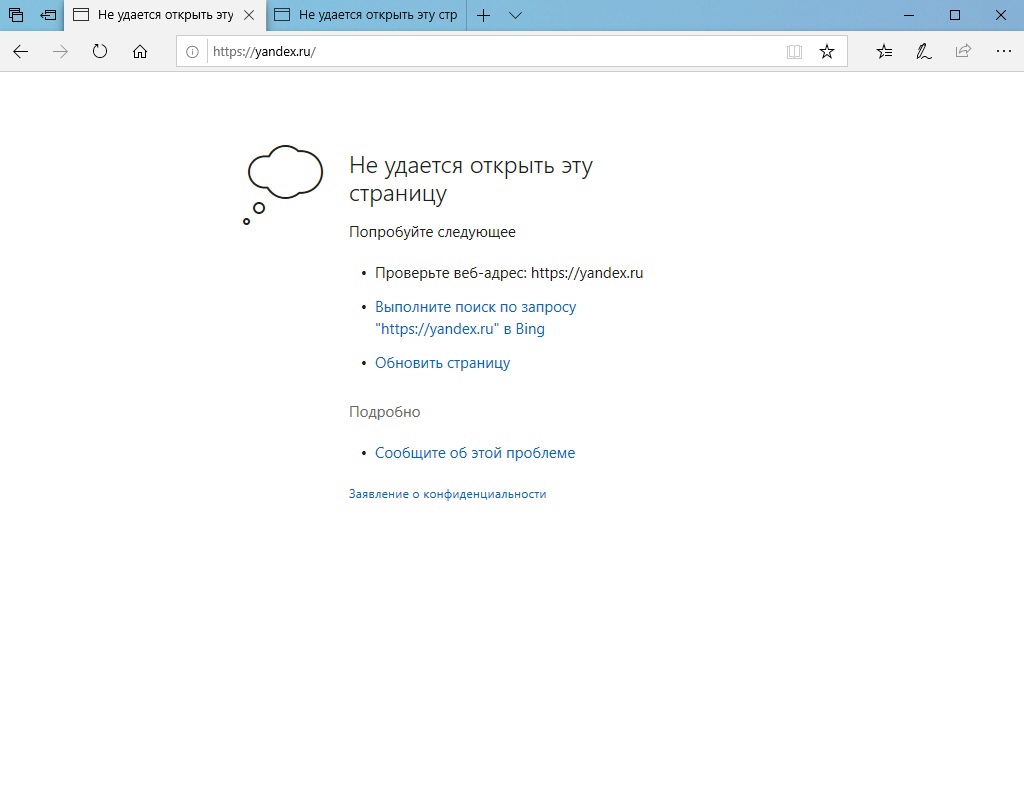 Не удается открыть эту
Не удается открыть эту стр
https://yandex.ru/
Не удается открыть эту
страницу
Попробуйте следующее
• Проверьте веб-адрес: https://yandex.ru
• Выполните поиск по запросу
"https://yandex.ru" в Bing
• Обновить страницу
Подробно
• Сообщите об этой проблеме
Заявление о конфиденциальности